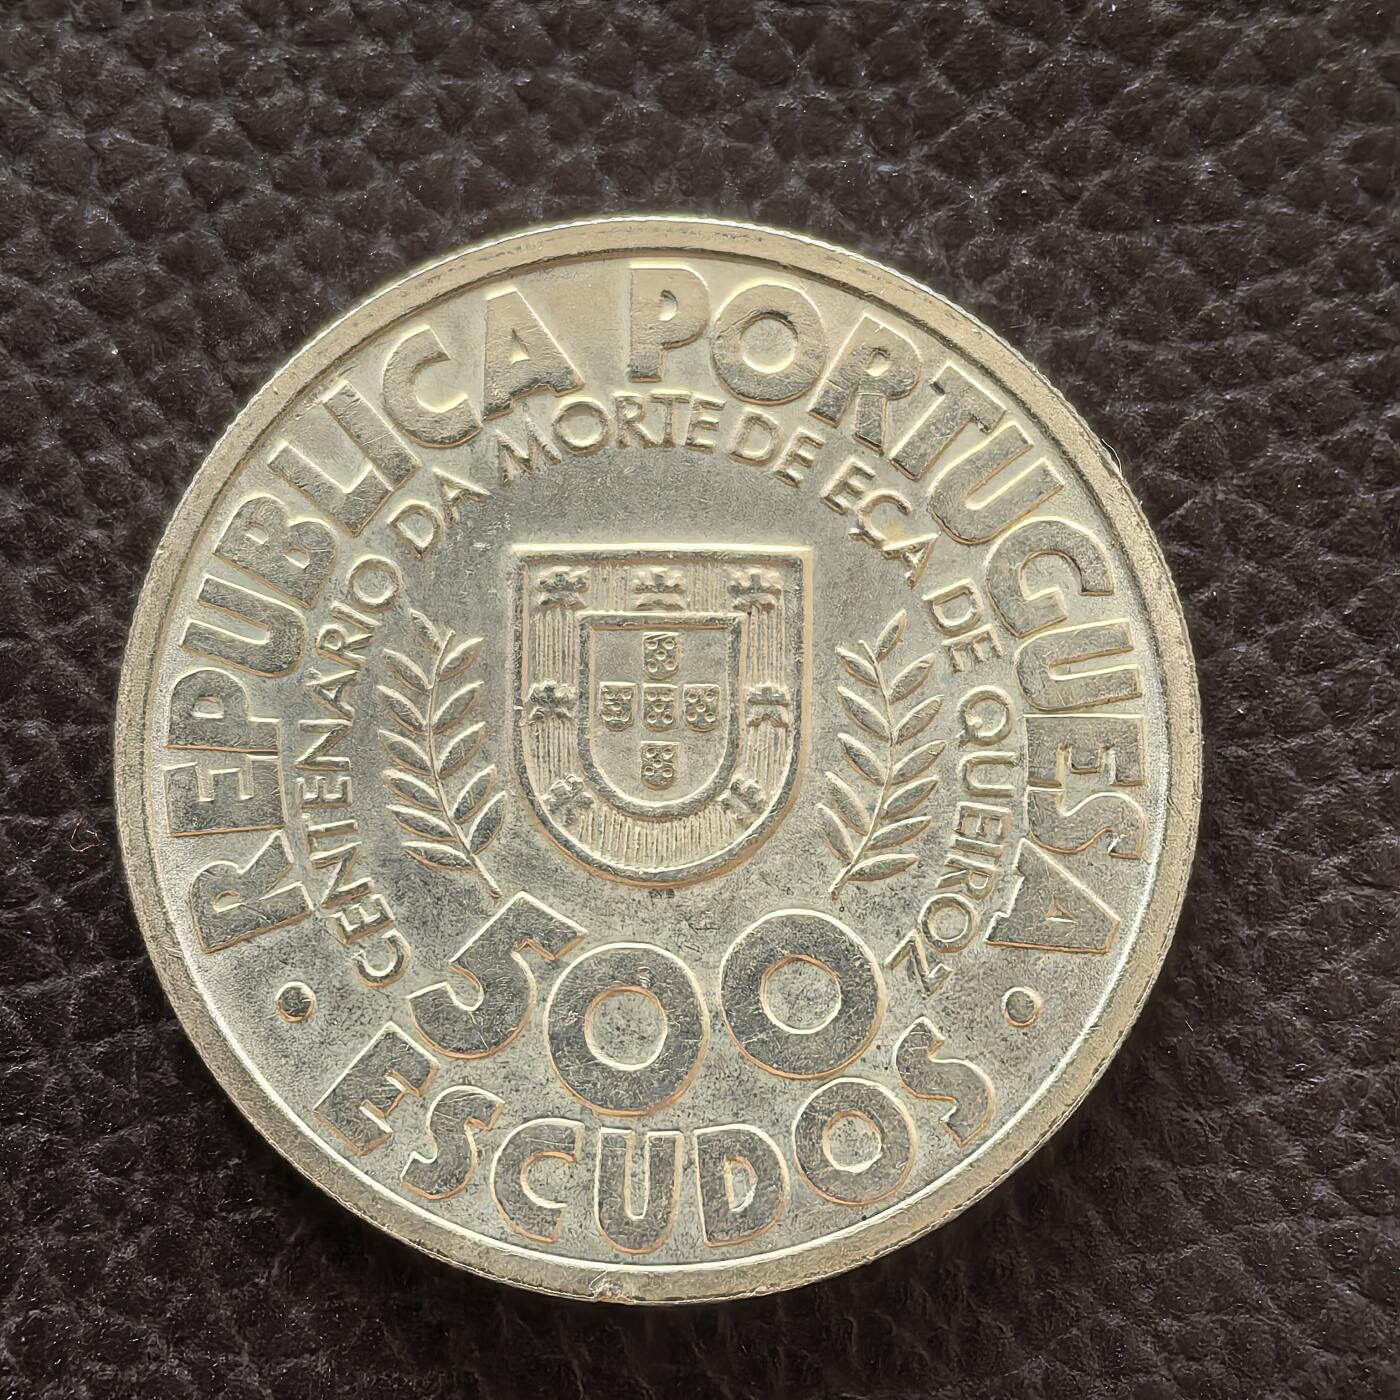 REPUBLICA PORTUGUESA
CENTENÁRIO DA MORTE DE EÇA DE QUEIROZ
500
ESCUDOS